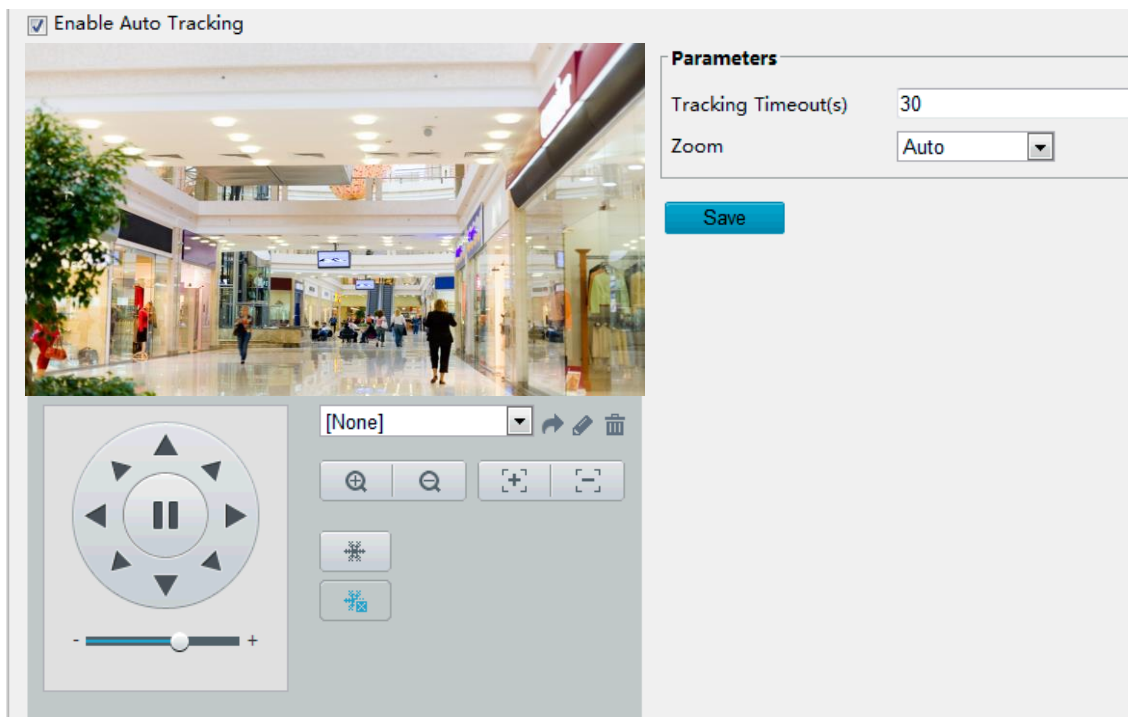 Enable Auto Tracking
Parameters
Tracking Timeout(s) 30
Zoom Auto
Save
[None]
- +